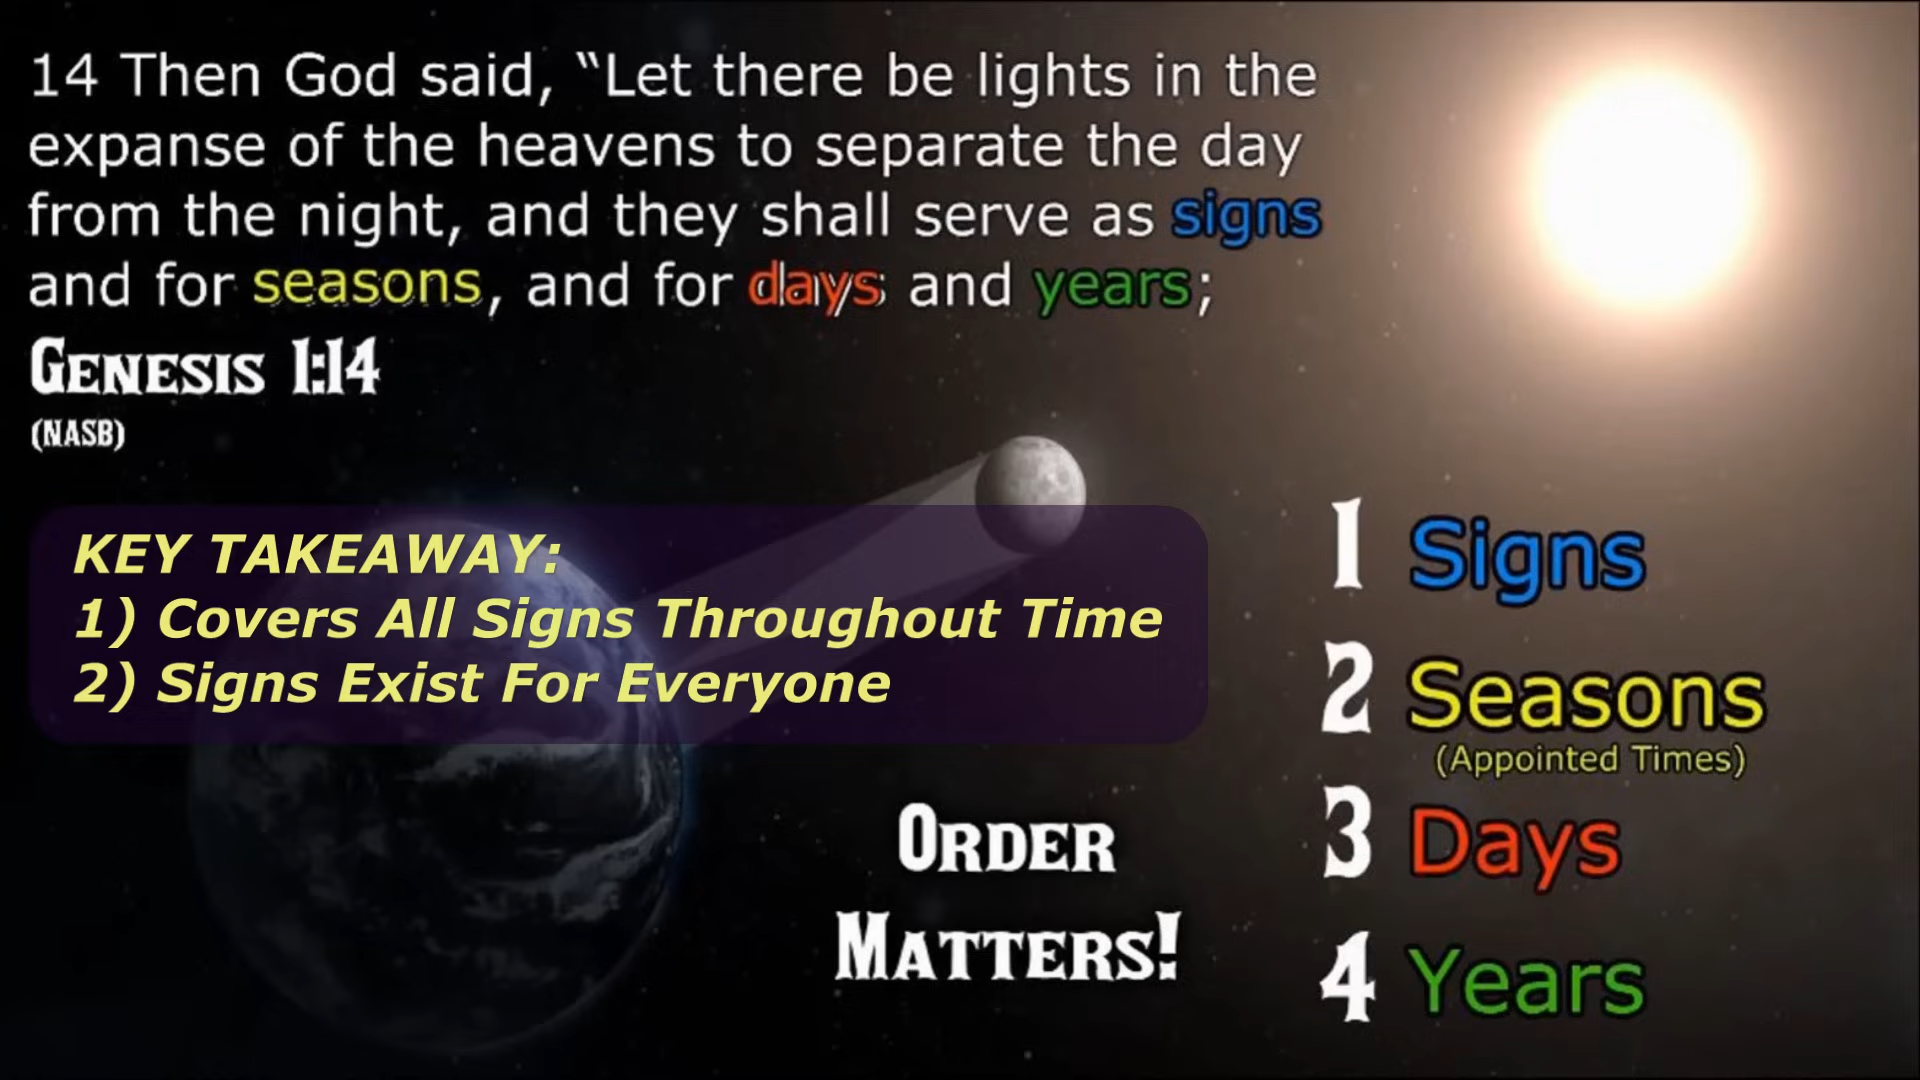 14 Then God said, “Let there be lights in the
expanse of the heavens to separate the day
from the night, and they shall serve as signs
and for seasons, and for days and years;
Genesis 1:14
(NASB)
KEY TAKEAWAY:
1) Covers All Signs Throughout Time
2) Signs Exist For Everyone
Order
Matters!
1 Signs
2 Seasons
(Appointed Times)
3 Days
4 Years